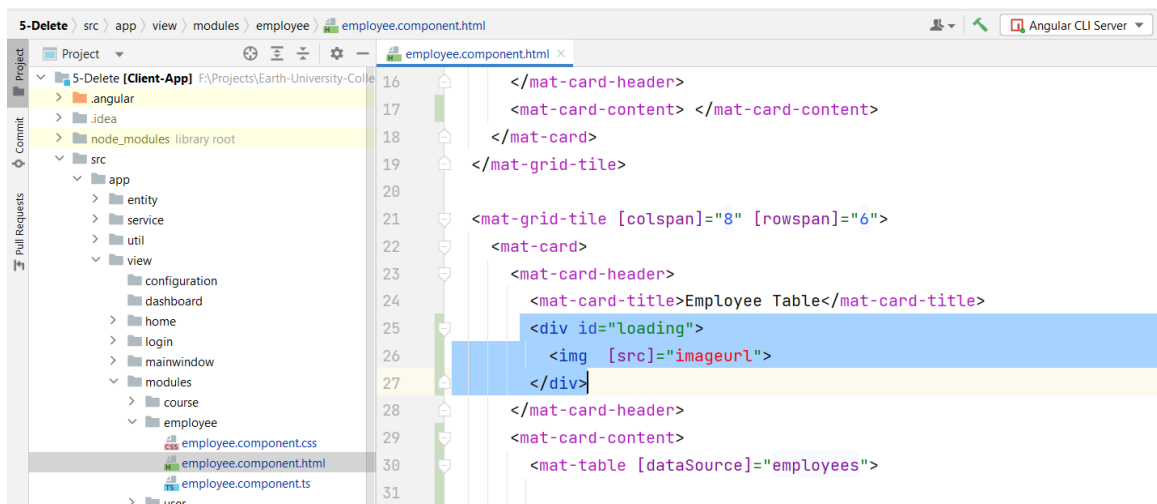 5-Delete 〉 src 〉 app 〉 view 〉 modules 〉 employee 〉 employee.component.html
Angular CLI Server
Project
employee.component.html ×
Project
Commit
Pull Requests
5-Delete [Client-App] F:\Projects\Earth-University-Colle
.angular
.idea
node_modules library root
src
app
entity
service
util
view
configuration
dashboard
home
login
mainwindow
modules
course
employee
employee.component.css
employee.component.html
employee.component.ts
16 </mat-card-header>
17 <mat-card-content> </mat-card-content>
18 </mat-card>
19 </mat-grid-tile>
20
21 <mat-grid-tile [colspan]="8" [rowspan]="6">
22 <mat-card>
23 <mat-card-header>
24 <mat-card-title>Employee Table</mat-card-title>
25 <div id="loading">
26 <img  [src]="imageurl">
27 </div>
28 </mat-card-header>
29 <mat-card-content>
30 <mat-table [dataSource]="employees">
31